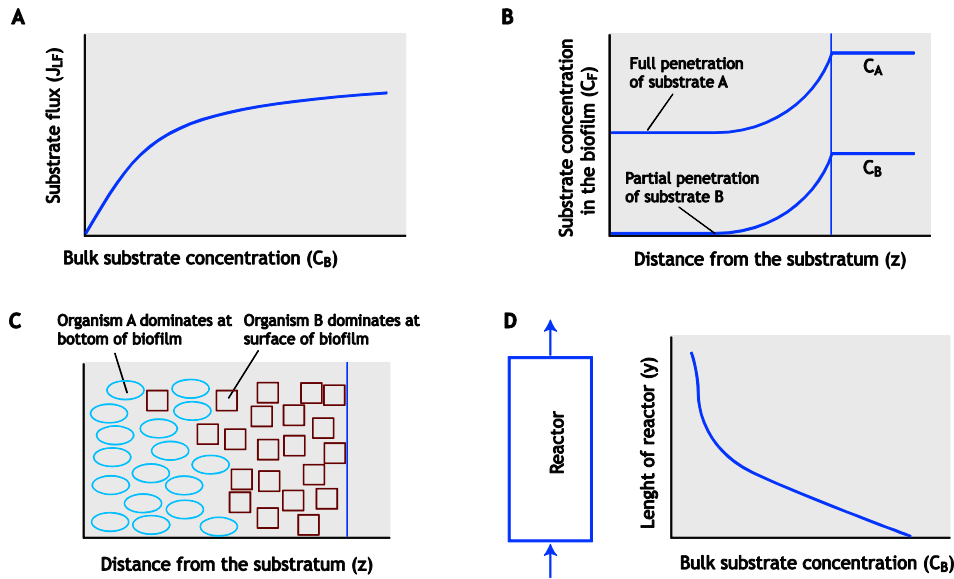 A
Substrate flux (JLF)
Bulk substrate concentration (CB)
B
Substrate concentration
in the biofilm (CF)
Full penetration
of substrate A
CA
Partial penetration
of substrate B
CB
Distance from the substratum (z)
C
Organism A dominates at
bottom of biofilm
Organism B dominates at
surface of biofilm
Distance from the substratum (z)
D
Reactor
Lenght of reactor (y)
Bulk substrate concentration (CB)